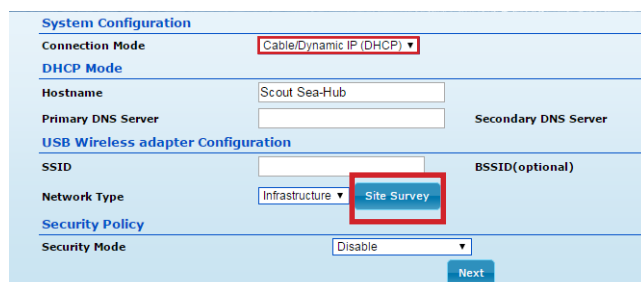 System Configuration
Connection Mode Cable/Dynamic IP (DHCP)
DHCP Mode
Hostname Scout Sea-Hub
Primary DNS Server Secondary DNS Server
USB Wireless adapter Configuration
SSID BSSID(optional)
Network Type Infrastructure Site Survey
Security Policy
Security Mode Disable
Next